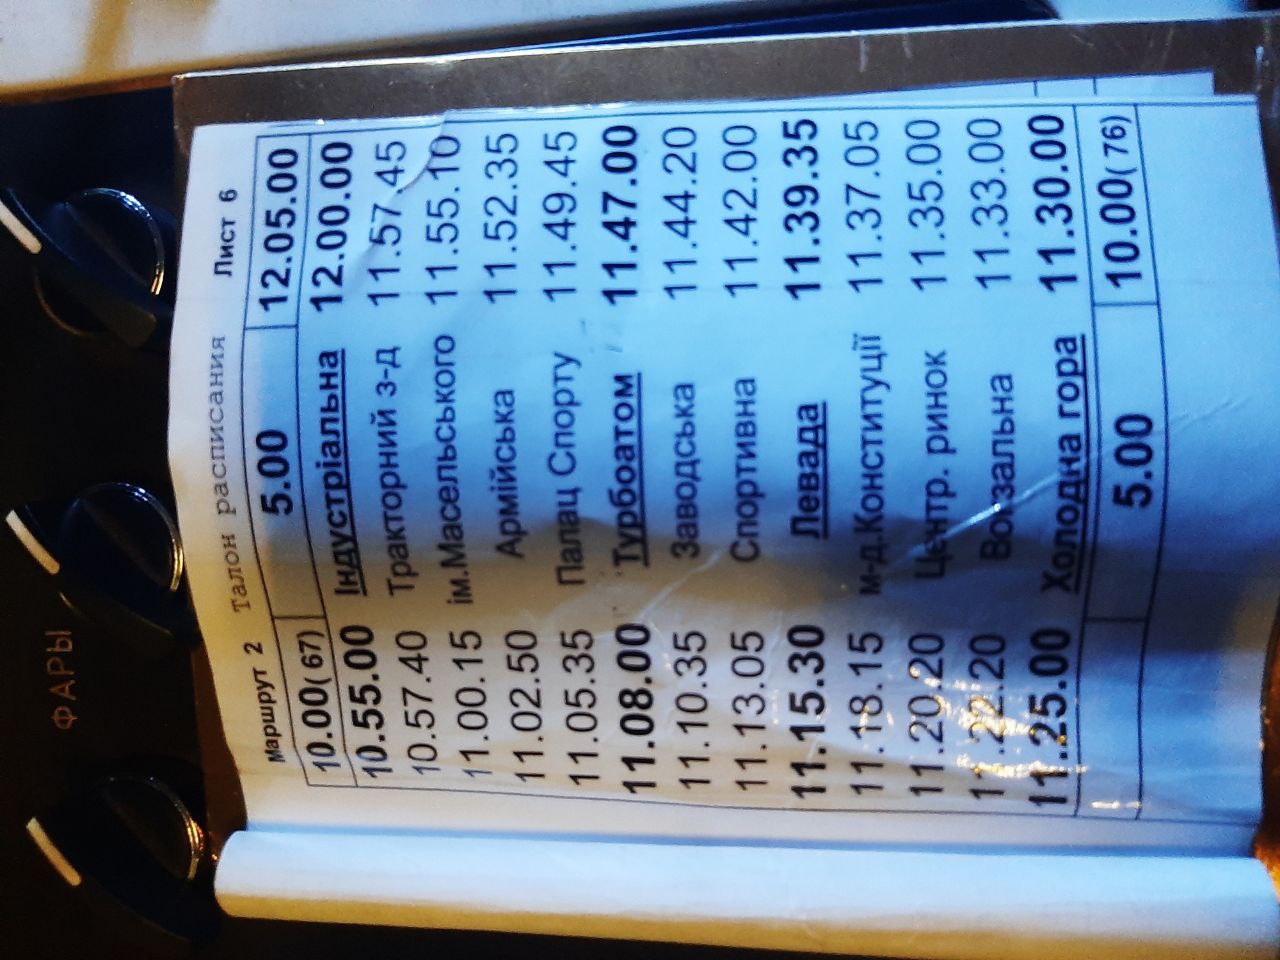 ФАРЫ
Маршрут 2 Талон расписания Лист 6
10.00( 67) 5.00 12.05.00
10.55.00 Індустріальна 12.00.00
10.57.40 Тракторний з-д 11.57.45
11.00.15 ім.Масельського 11.55.10
11.02.50 Армійська 11.52.35
11.05.35 Палац Спорту 11.49.45
11.08.00 Турбоатом 11.47.00
11.10.35 Заводська 11.44.20
11.13.05 Спортивна 11.42.00
11.15.30 Левада 11.39.35
11.18.15 м-д.Конституції 11.37.05
11.20.20 Центр. ринок 11.35.00
11.22.20 Вокзальна 11.33.00
11.25.00 Холодна гора 11.30.00
5.00 10.00( 76)